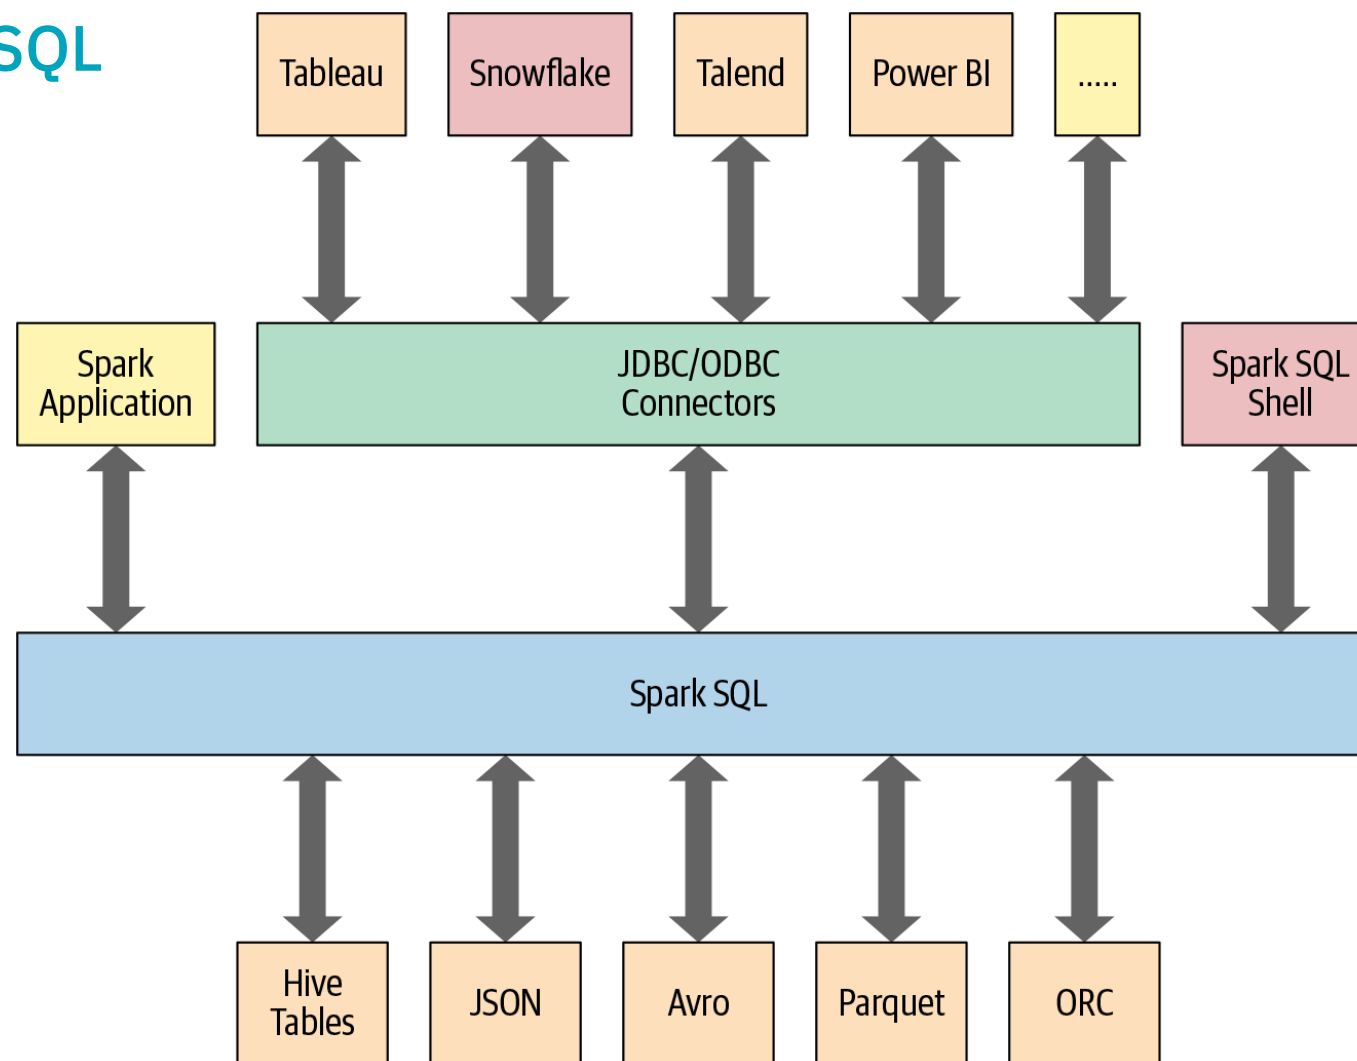 SQL
Tableau
Snowflake
Talend
Power BI
.....
Spark
Application
JDBC/ODBC
Connectors
Spark SQL
Shell
Spark SQL
Hive
Tables
JSON
Avro
Parquet
ORC